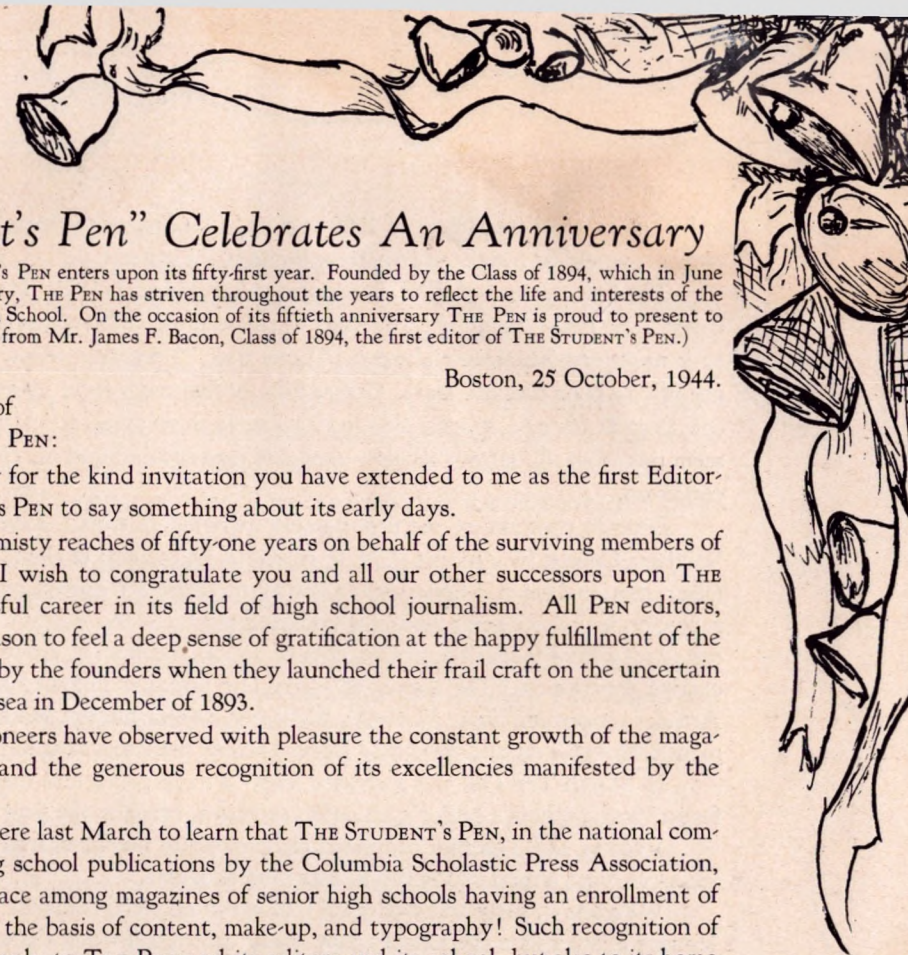 t's Pen" Celebrates An Anniversary
's PEN enters upon its fifty-first year. Founded by the Class of 1894, which in June
ry, THE PEN has striven throughout the years to reflect the life and interests of the
School. On the occasion of its fiftieth anniversary THE PEN is proud to present to
from Mr. James F. Bacon, Class of 1894, the first editor of THE STUDENT'S PEN.)
Boston, 25 October, 1944.
of
PEN:
for the kind invitation you have extended to me as the first Editor-
s PEN to say something about its early days.
misty reaches of fifty-one years on behalf of the surviving members of
I wish to congratulate you and all our other successors upon THE
ful career in its field of high school journalism. All PEN editors,
son to feel a deep sense of gratification at the happy fulfillment of the
by the founders when they launched their frail craft on the uncertain
sea in December of 1893.
oneers have observed with pleasure the constant growth of the maga-
and the generous recognition of its excellencies manifested by the
ere last March to learn that THE STUDENT'S PEN, in the national com-
g school publications by the Columbia Scholastic Press Association,
ace among magazines of senior high schools having an enrollment of
the basis of content, make-up, and typography! Such recognition of